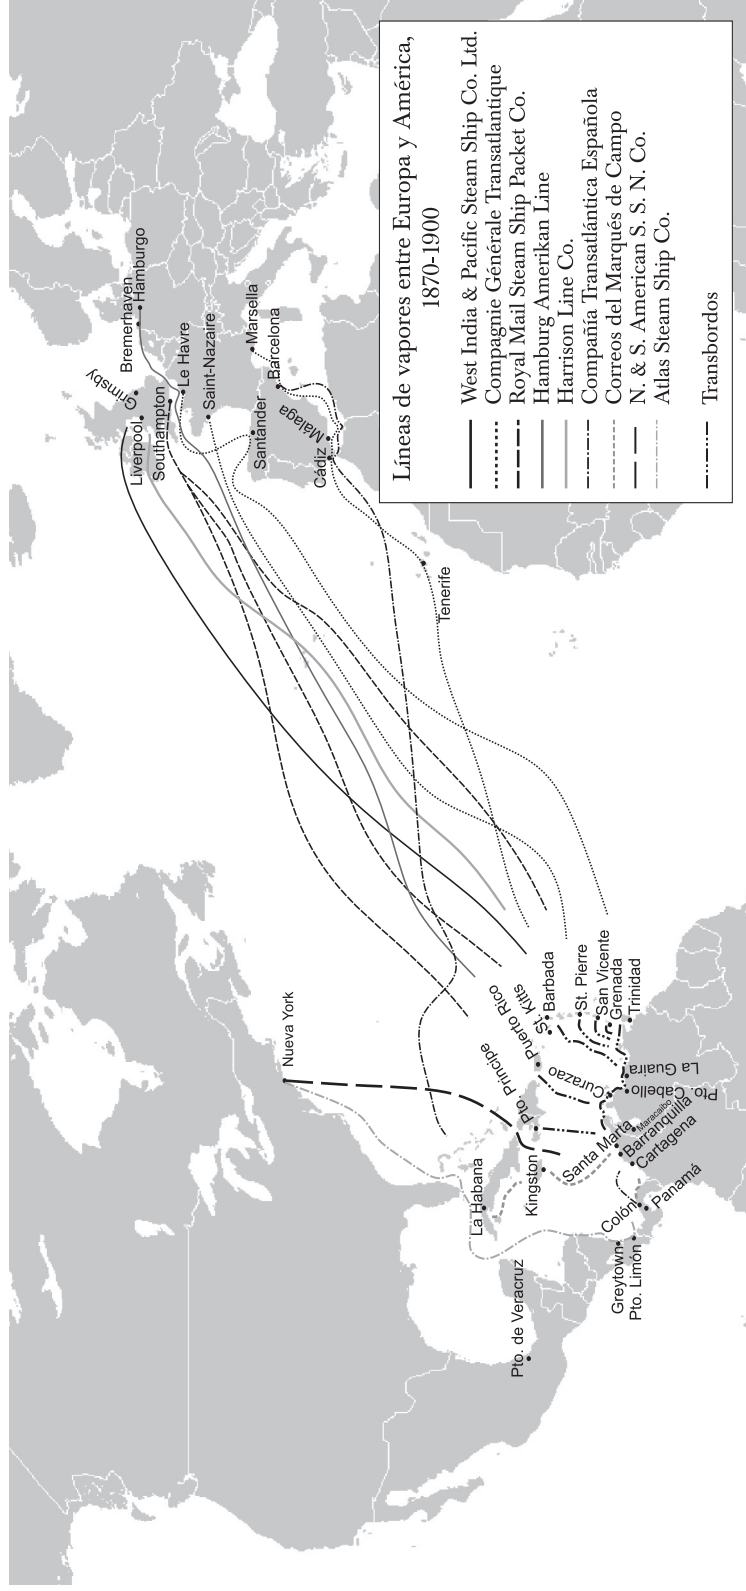 Líneas de vapores entre Europa y América,
1870-1900
West India & Pacific Steam Ship Co. Ltd.
Compagnie Générale Transatlantique
Royal Mail Steam Ship Packet Co.
Hamburg Amerikan Line
Harrison Line Co.
Compañía Transatlántica Española
Correos del Marqués de Campo
N. & S. American S. S. N. Co.
Atlas Steam Ship Co.
Transbordos
Grimsby
Bremerhaven
Hamburgo
Liverpool
Southampton
Le Havre
Saint-Nazaire
Santander
Marsella
Barcelona
Málaga
Cádiz
Tenerife
Nueva York
La Habana
Pto. de Veracruz
Kingston
Pto. Príncipe
Puerto Rico
St. Kitts
Barbada
St. Pierre
San Vicente
Grenada
Trinidad
Curazao
La Guaira
Pto Cabello
Maracaibo
Santa Marta
Barranquilla
Cartagena
Colón
Panamá
Greytown
Pto. Limón